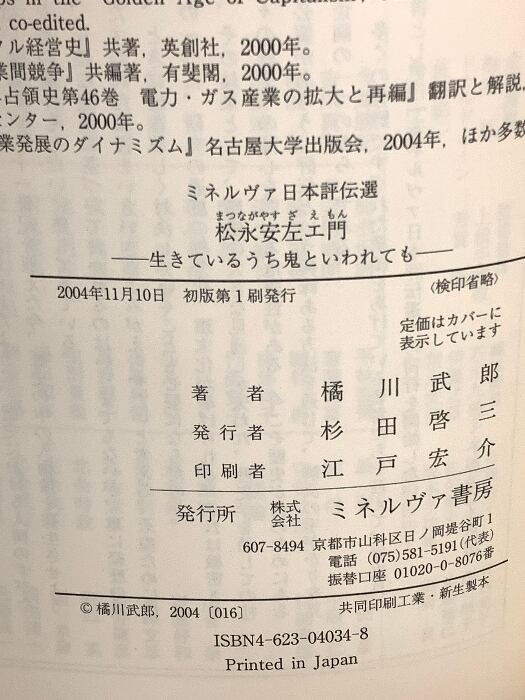 in the "Golden Age of Capitalism",
co-edited.
ル経営史』共著，英創社，2000年。
業間競争』共編著，有斐閣，2000年。
占領史第46巻　電力・ガス産業の拡大と再編』翻訳と解説，
センター，2000年。
業発展のダイナミズム』名古屋大学出版会，2004年，ほか多数
ミネルヴァ日本評伝選
まつながやすざえもん
松永安左エ門
――生きているうち鬼といわれても――
2004年11月10日　初版第1刷発行
〈検印省略〉
定価はカバーに
表示しています
著者　橘川武郎
発行者　杉田啓三
印刷者　江戸宏介
発行所　株式会社　ミネルヴァ書房
607-8494 京都市山科区日ノ岡堤谷町1
電話 (075)581-5191(代表)
振替口座 01020-0-8076番
© 橘川武郎, 2004〔016〕　共同印刷工業・新生製本
ISBN4-623-04034-8
Printed in Japan